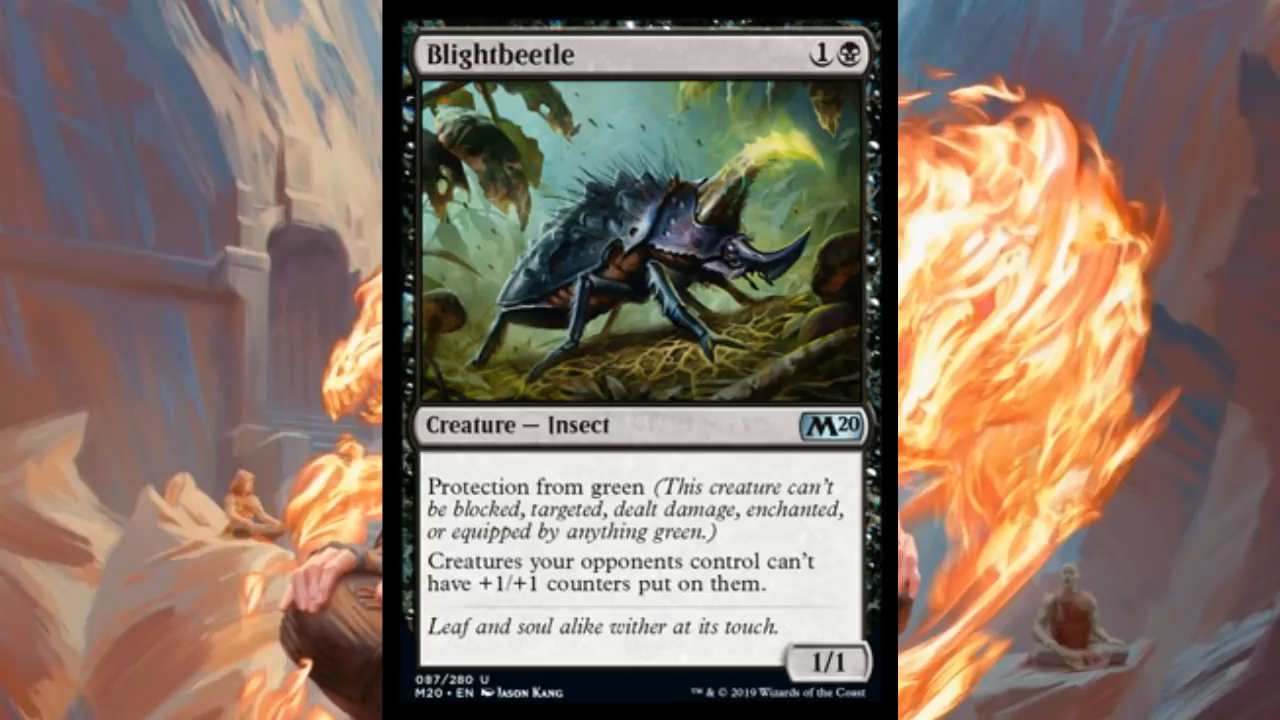 Blightbeetle 1
Creature — Insect M20
Protection from green (This creature can't
be blocked, targeted, dealt damage, enchanted,
or equipped by anything green.)
Creatures your opponents control can't
have +1/+1 counters put on them.
Leaf and soul alike wither at its touch.
1/1
087/280 U
M20 • EN Jason Kang ™ & © 2019 Wizards of the Coast